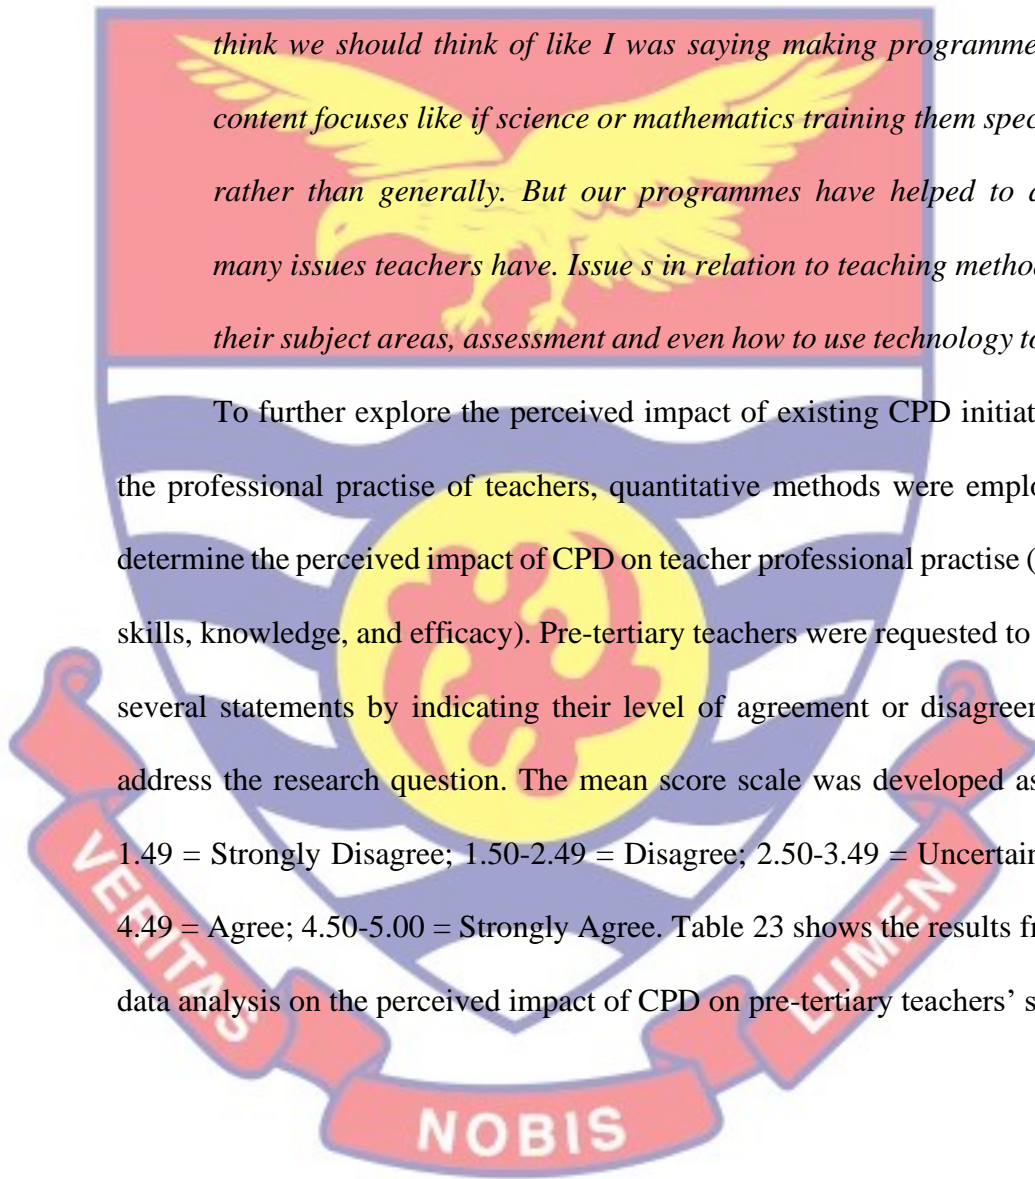 think we should think of like I was saying making programme
content focuses like if science or mathematics training them spec
rather than generally. But our programmes have helped to a
many issues teachers have. Issue s in relation to teaching metho
their subject areas, assessment and even how to use technology to
To further explore the perceived impact of existing CPD initiat
the professional practise of teachers, quantitative methods were emplo
determine the perceived impact of CPD on teacher professional practise (
skills, knowledge, and efficacy). Pre-tertiary teachers were requested to
several statements by indicating their level of agreement or disagreen
address the research question. The mean score scale was developed as
1.49 = Strongly Disagree; 1.50-2.49 = Disagree; 2.50-3.49 = Uncertain
4.49 = Agree; 4.50-5.00 = Strongly Agree. Table 23 shows the results fr
data analysis on the perceived impact of CPD on pre-tertiary teachers’ s
VERITAS
NOBIS
LUMEN